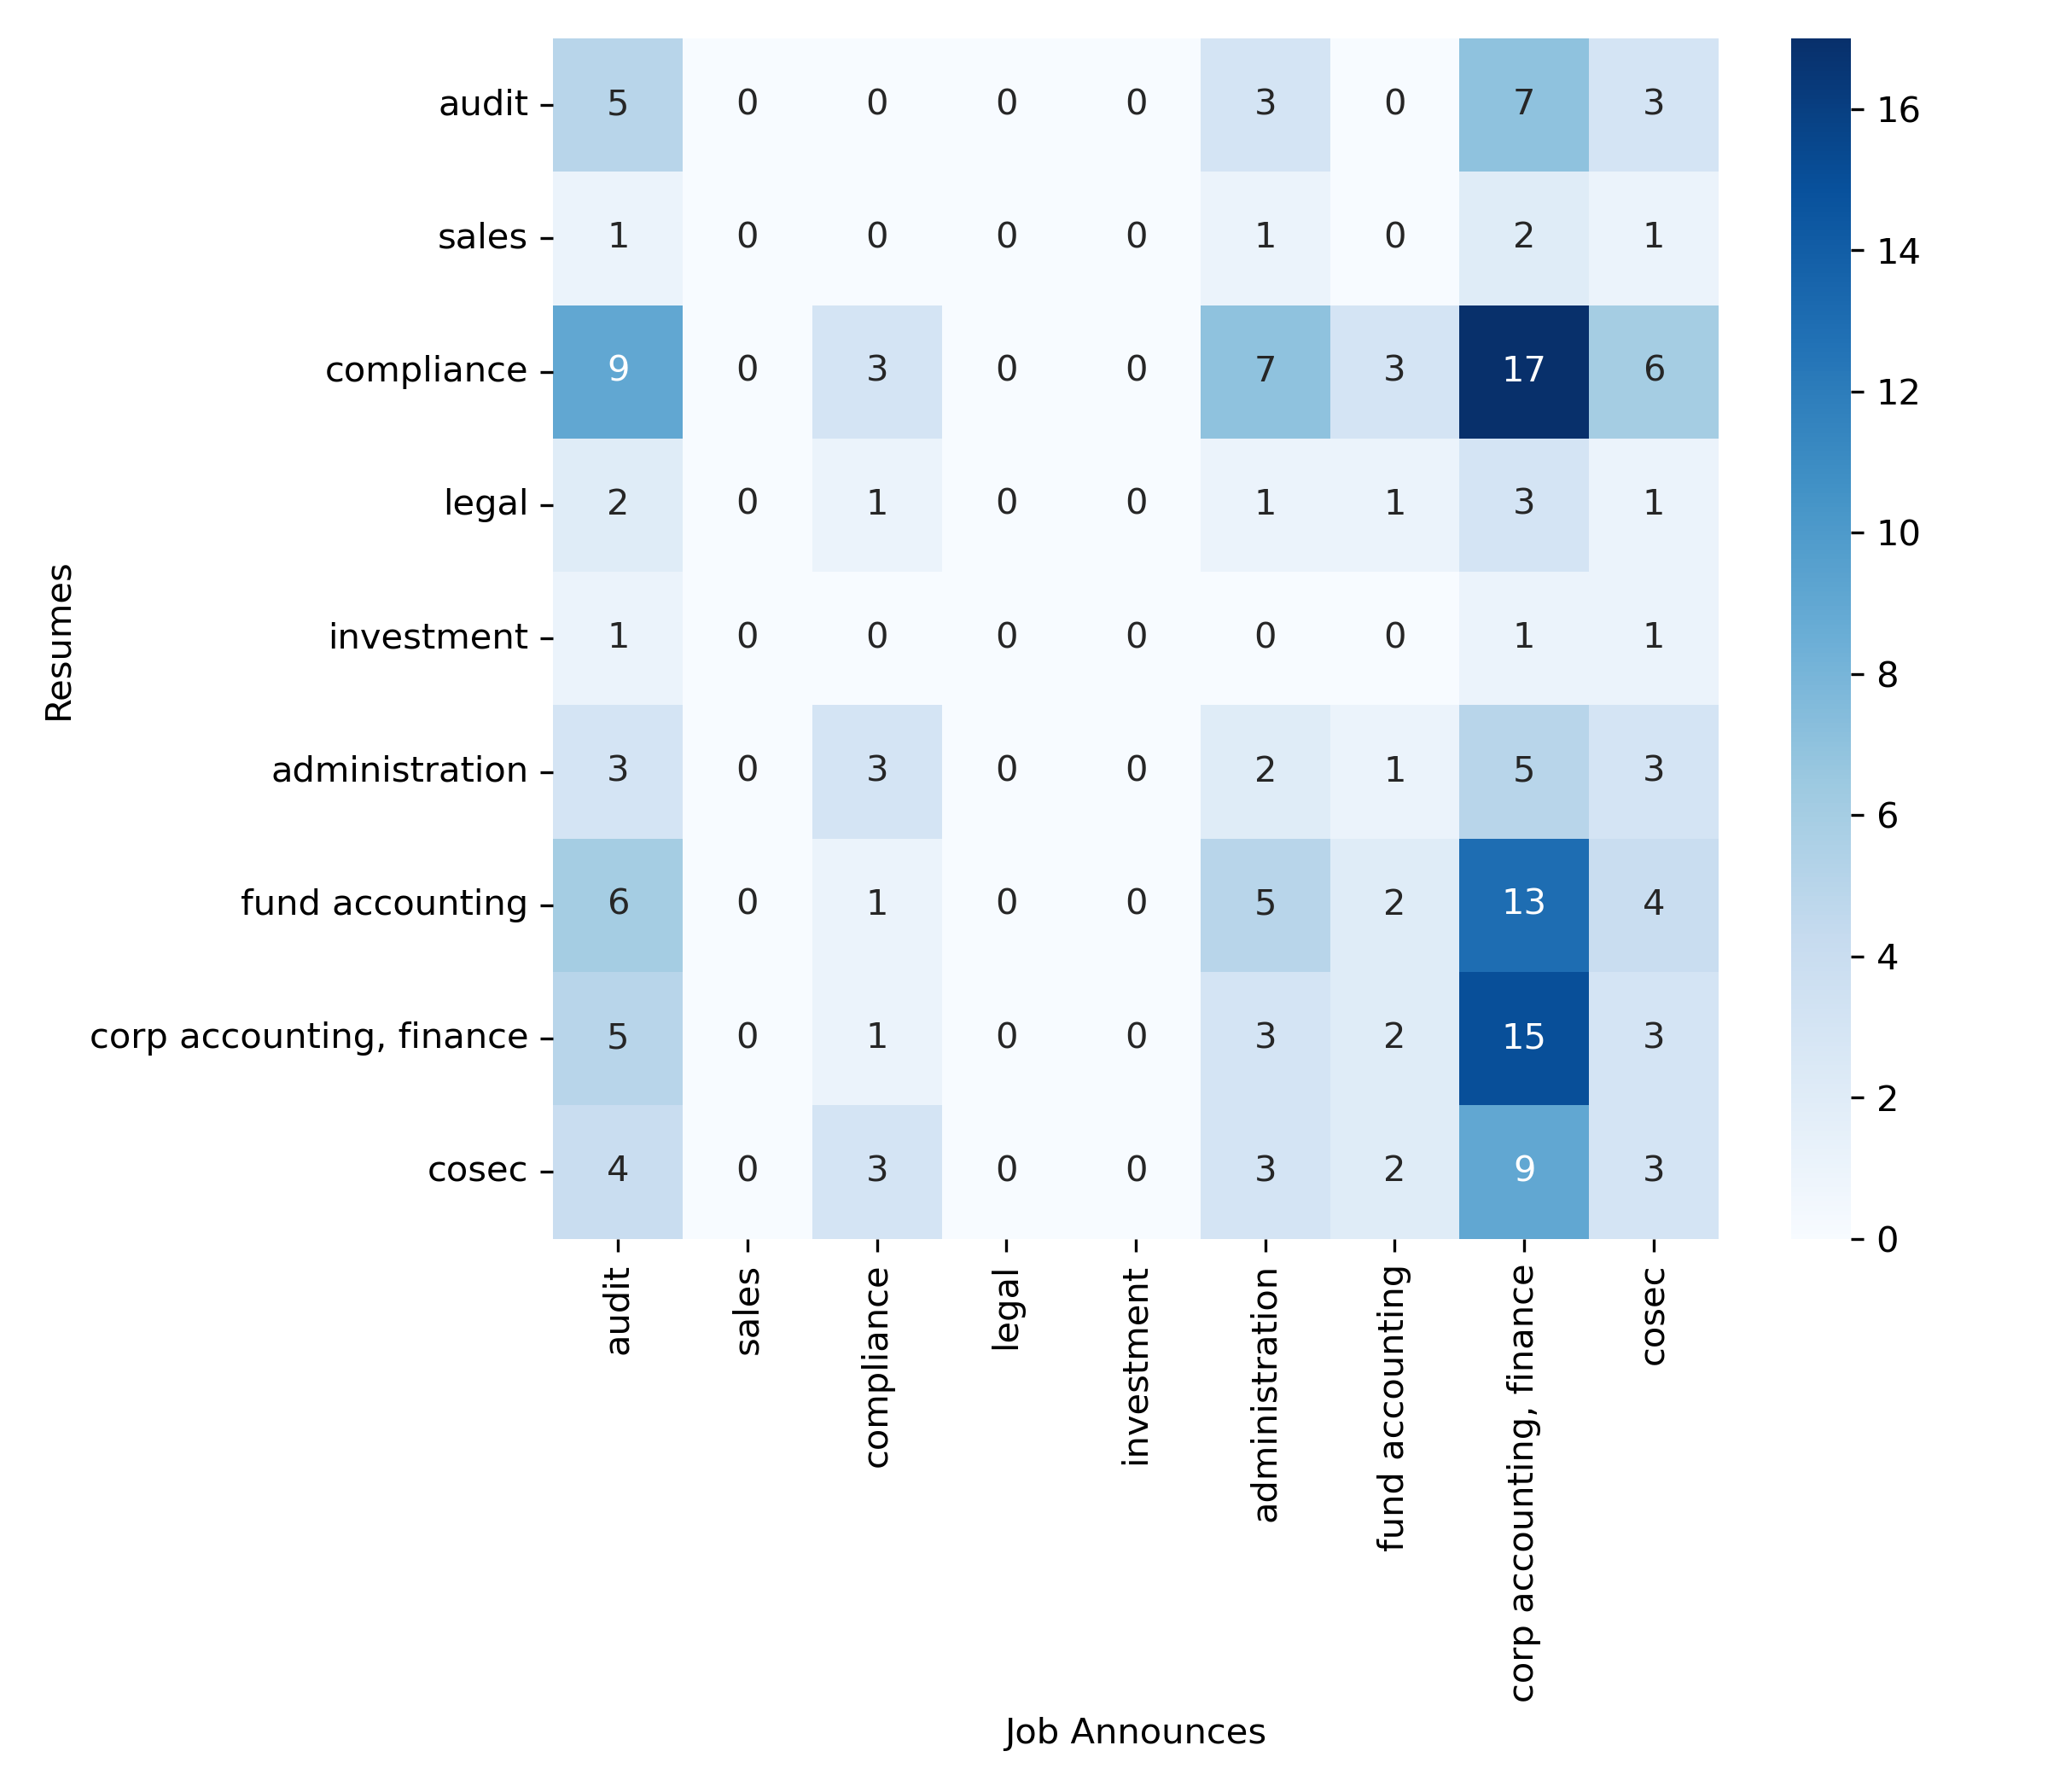 audit 5 0 0 0 0 3 0 7 3
sales 1 0 0 0 0 1 0 2 1
compliance 9 0 3 0 0 7 3 17 6
legal 2 0 1 0 0 1 1 3 1
investment 1 0 0 0 0 0 0 1 1
administration 3 0 3 0 0 2 1 5 3
fund accounting 6 0 1 0 0 5 2 13 4
corp accounting, finance 5 0 1 0 0 3 2 15 3
cosec 4 0 3 0 0 3 2 9 3
Resumes
audit
sales
compliance
legal
investment
administration
fund accounting
corp accounting, finance
cosec
Job Announces
16
14
12
10
8
6
4
2
0